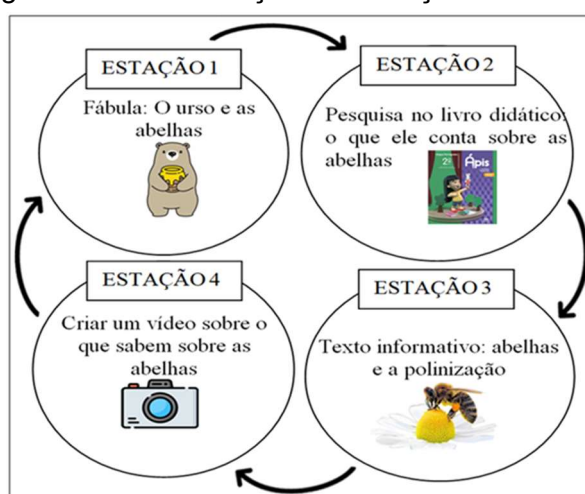 ESTAÇÃO 1
Fábula: O urso e as
abelhas
ESTAÇÃO 2
Pesquisa no livro didático:
o que ele conta sobre as
abelhas
2º
Ápis
ESTAÇÃO 3
Texto informativo: abelhas
e a polinização
ESTAÇÃO 4
Criar um vídeo sobre o
que sabem sobre as
abelhas